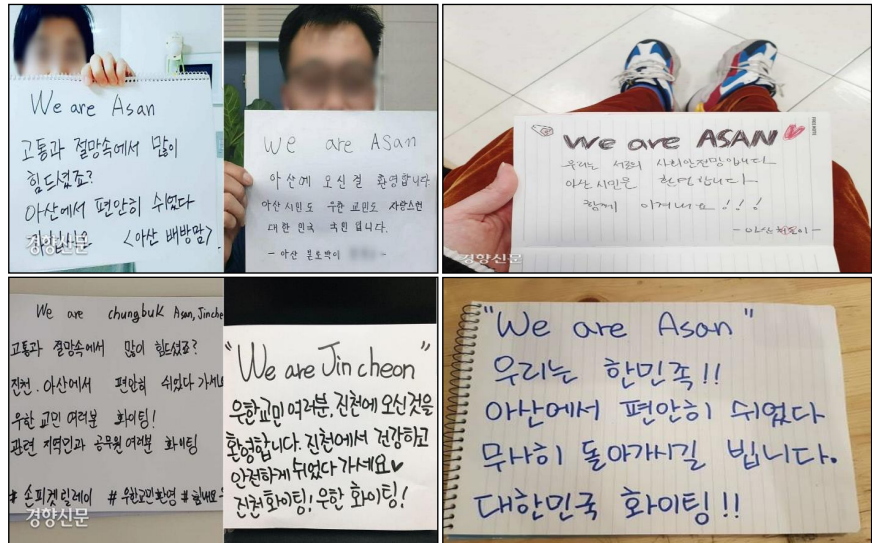 We are Asan
고통과 절망속에서 많이
힘드셨죠?
아산에서 편안히 쉬었다
<아산 배방맘>.
경향신문
We are Asan
아산에 오신걸 환영합니다
아산시민도 우한 교민도 사랑스런
대한민국 국민 입니다.
- 아산 본토박이
We are ASAN
우리는 서로의 사회안전망입니다
아산 시민은 환영합니다
함께 이겨내요!!!
- 아산
경향신문
We are chungbuk Asan, Jinche
고통과 절망속에서 많이 힘드셨죠?
진천. 아산에서 편안히 쉬었다 가세
우한 교민 여러분 화이팅!
관련 지역민과 공무원 여러분 화이팅
#손피켓릴레이 #우한교민환영 #힘내요
경향신문
"We are Jincheon"
우한교민 여러분, 진천에 오신것을
환영합니다. 진천에서 건강하고
안전하게 쉬었다 가세요♥
진천 화이팅! 우한 화이팅!
"We are Asan"
우리는 한민족!!
아산에서 편안히 쉬었다
무사히 돌아가시길 빕니다.
대한민국 화이팅!!